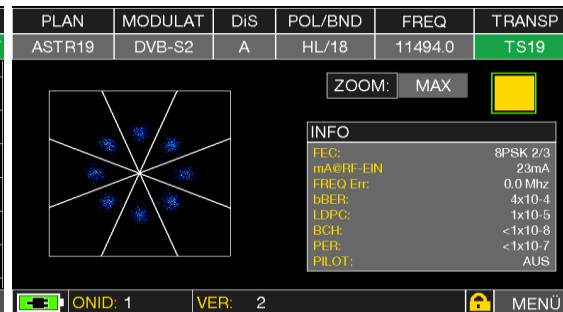 PLAN MODULAT DiS POL/BND FREQ TRANSP
ASTR19 DVB-S2 A HL/18 11494.0 TS19
ZOOM: MAX
INFO
FEC: 8PSK 2/3
mA@RF-EIN 23mA
FREQ Err: 0.0 Mhz
bBER: 4x10-4
LDPC: 1x10-5
BCH: <1x10-8
PER: <1x10-7
PILOT: AUS
ONID: 1 VER: 2 MENÜ